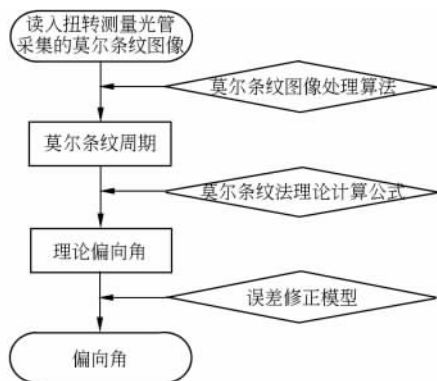 读入扭转测量光管
采集的莫尔条纹图像
莫尔条纹图像处理算法
莫尔条纹周期
莫尔条纹法理论计算公式
理论偏向角
误差修正模型
偏向角